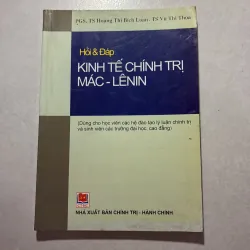 PGS, TS Hoàng Thị Bích Loan - TS Vũ Thị Thoa
Hỏi & Đáp
KINH TẾ CHÍNH TRỊ
MÁC - LÊNIN
(Dùng cho học viên các hệ đào tạo lý luận chính trị
và sinh viên các trường đại học, cao đẳng)
NHÀ XUẤT BẢN CHÍNH TRỊ - HÀNH CHÍNH